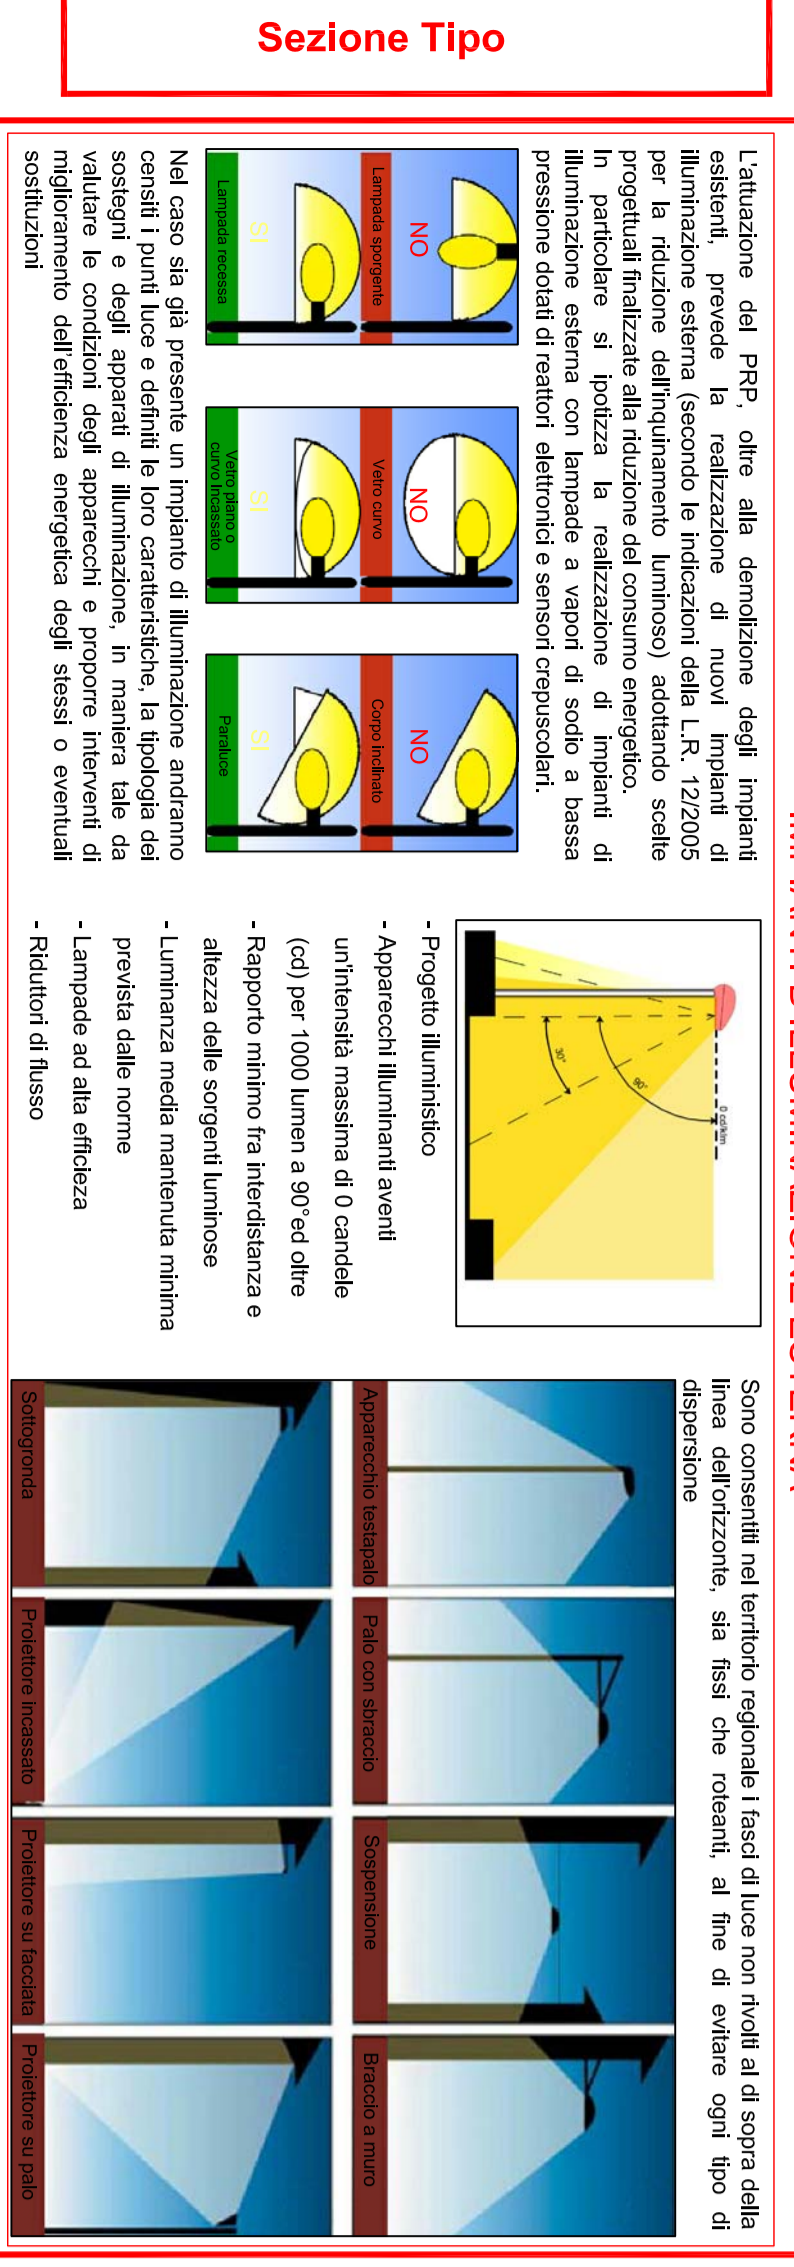 Sezione Tipo
L'attuazione del PRP, oltre alla demolizione degli impianti
esistenti, prevede la realizzazione di nuovi impianti di
illuminazione esterna (secondo le indicazioni della L.R. 12/2005
per la riduzione dell'inquinamento luminoso) adottando scelte
progettuali finalizzate alla riduzione del consumo energetico.
In particolare si ipotizza la realizzazione di impianti di
illuminazione esterna con lampade a vapori di sodio a bassa
pressione dotati di reattori elettronici e sensori crepuscolari.
NO
Lampada sporgente
SI
Lampada recessa
NO
Vetro curvo
SI
Vetro piano o
curvo Incassato
NO
Corpo inclinato
SI
Paraluce
Nel caso sia già presente un impianto di illuminazione andranno
censiti i punti luce e definiti le loro caratteristiche, la tipologia dei
sostegni e degli apparati di illuminazione, in maniera tale da
valutare le condizioni degli apparecchi e proporre interventi di
miglioramento dell'efficienza energetica degli stessi o eventuali
sostituzioni
0 cd/klm
90°
30°
- Progetto illuministico
- Apparecchi illuminanti aventi
un'intensità massima di 0 candele
(cd) per 1000 lumen a 90°ed oltre
- Rapporto minimo fra interdistanza e
altezza delle sorgenti luminose
- Luminanza media mantenuta minima
prevista dalle norme
- Lampade ad alta efficieza
- Riduttori di flusso
Sono consentiti nel territorio regionale i fasci di luce non rivolti al di sopra della
linea dell'orizzonte, sia fissi che roteanti, al fine di evitare ogni tipo di
dispersione
Apparecchio testapalo
Palo con sbraccio
Sospensione
Braccio a muro
Sottogronda
Proiettore incassato
Proiettore su facciata
Proiettore su palo